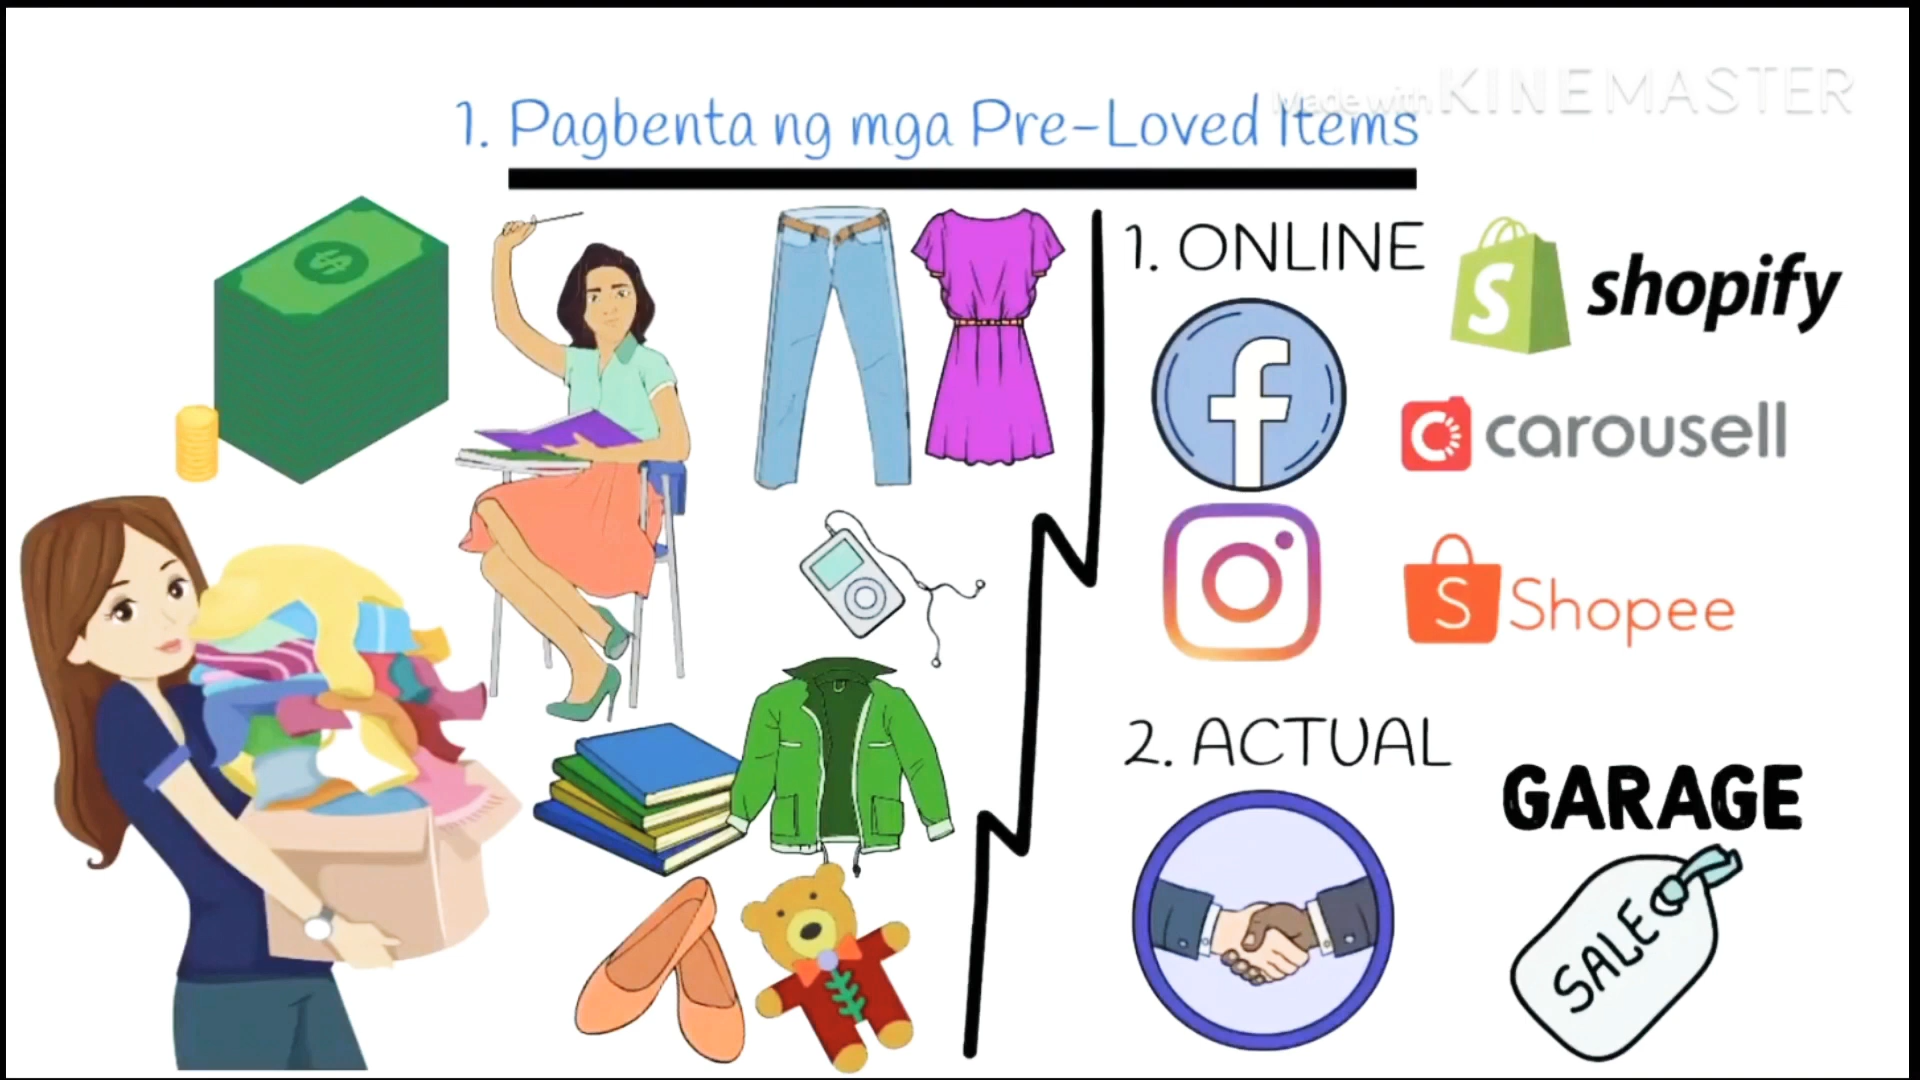 Made with KINEMASTER
1. Pagbenta ng mga Pre-Loved Items
1. ONLINE
S shopify
f
carousell
S Shopee
2. ACTUAL
GARAGE
SALE